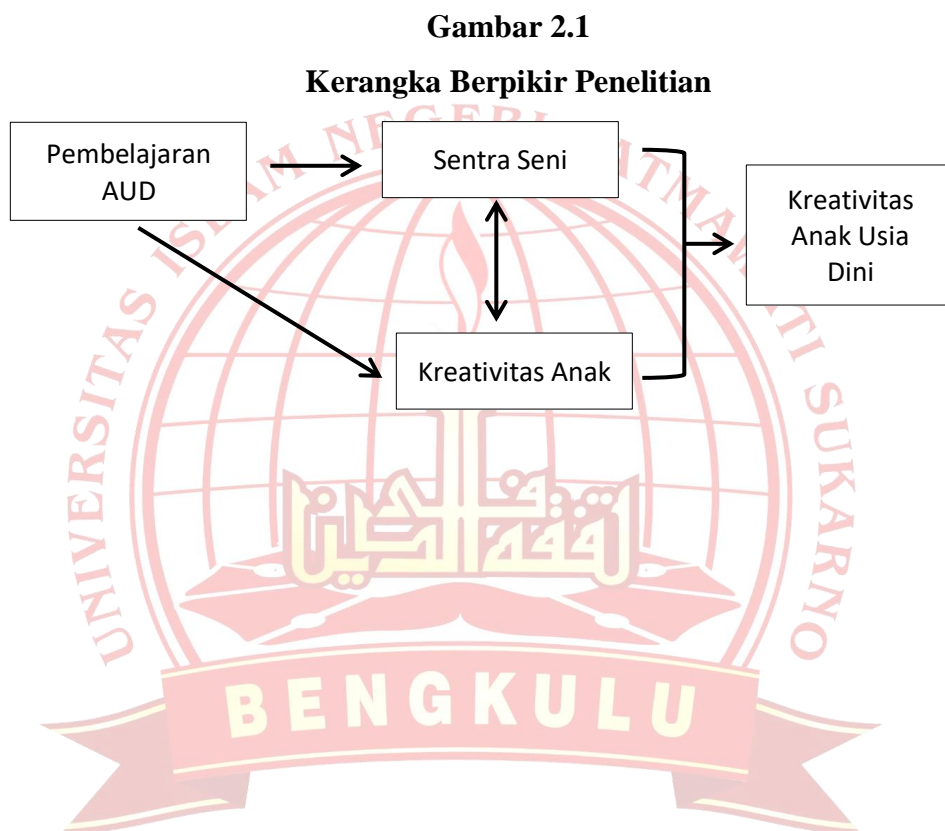 Gambar 2.1
Kerangka Berpikir Penelitian
Pembelajaran
AUD
Sentra Seni
Kreativitas
Anak Usia
Dini
Kreativitas Anak
UNIVERSITAS ISLAM NEGERI FATMAWATI SUKARNO
BENGKULU